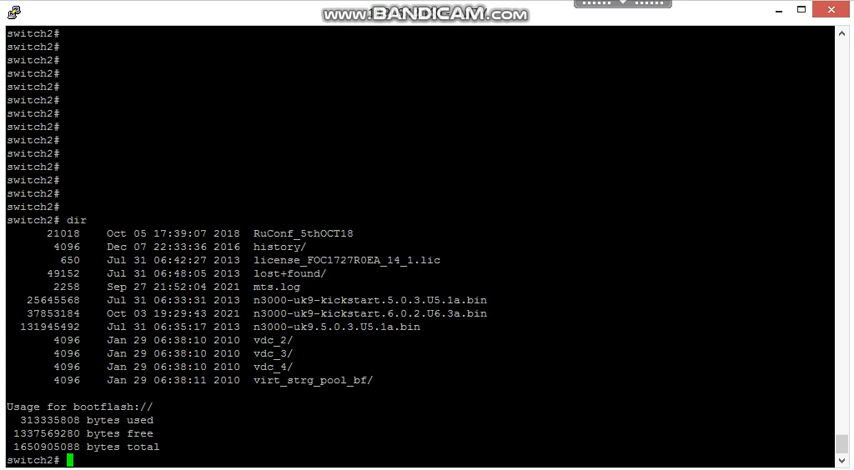 www.BANDICAM.com
switch2#
switch2#
switch2#
switch2#
switch2#
switch2#
switch2#
switch2#
switch2#
switch2#
switch2#
switch2#
switch2#
switch2#
switch2# dir
21018 Oct 05 17:39:07 2018 RuConf_5thOCT18
4096 Dec 07 22:33:36 2016 history/
650 Jul 31 06:42:27 2013 license_FOC1727R0EA_14_1.lic
49152 Jul 31 06:48:05 2013 lost+found/
2258 Sep 27 21:52:04 2021 mts.log
25645568 Jul 31 06:33:31 2013 n3000-uk9-kickstart.5.0.3.U5.1a.bin
37853184 Oct 03 19:29:43 2021 n3000-uk9-kickstart.6.0.2.U6.3a.bin
131945492 Jul 31 06:35:17 2013 n3000-uk9.5.0.3.U5.1a.bin
4096 Jan 29 06:38:10 2010 vdc_2/
4096 Jan 29 06:38:10 2010 vdc_3/
4096 Jan 29 06:38:10 2010 vdc_4/
4096 Jan 29 06:38:11 2010 virt_strg_pool_bf/
Usage for bootflash://
313335808 bytes used
1337569280 bytes free
1650905088 bytes total
switch2#